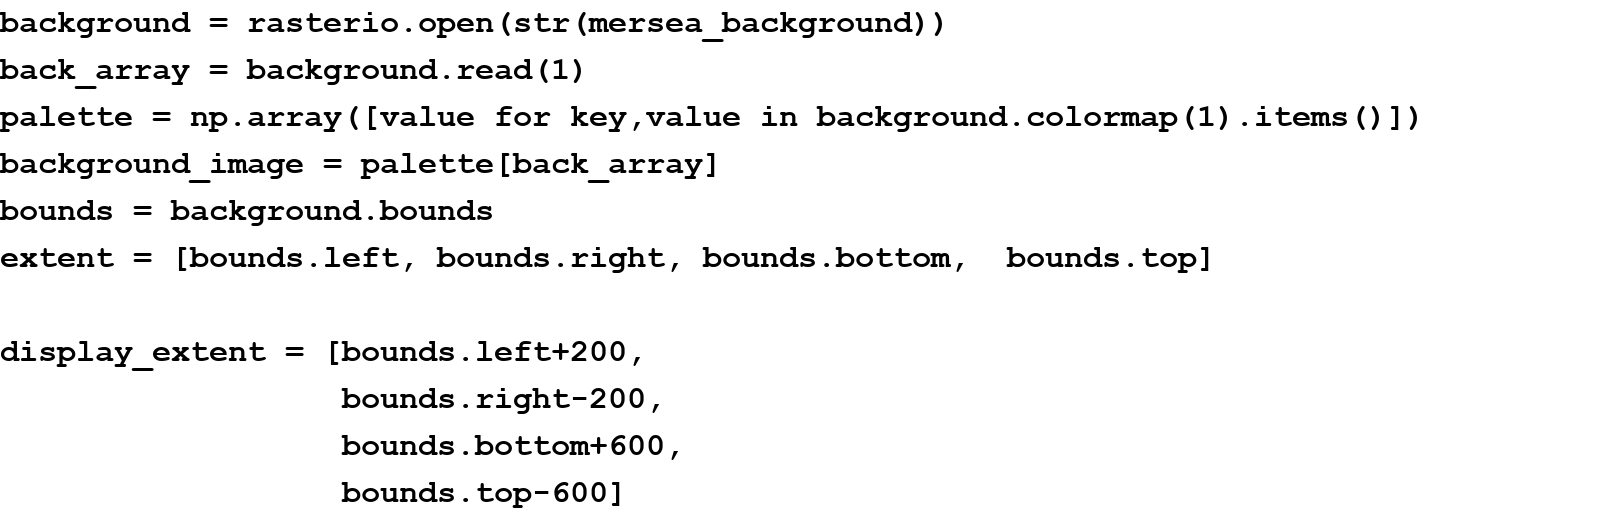 background = rasterio.open(str(mersea_background))
back_array = background.read(1)
palette = np.array([value for key,value in background.colormap(1).items()])
background_image = palette[back_array]
bounds = background.bounds
extent = [bounds.left, bounds.right, bounds.bottom,  bounds.top]

display_extent = [bounds.left+200,
                  bounds.right-200,
                  bounds.bottom+600,
                  bounds.top-600]